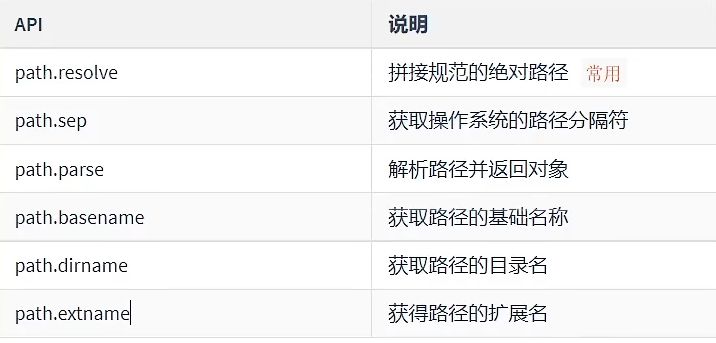 API 说明
path.resolve 拼接规范的绝对路径 常用
path.sep 获取操作系统的路径分隔符
path.parse 解析路径并返回对象
path.basename 获取路径的基础名称
path.dirname 获取路径的目录名
path.extname 获得路径的扩展名